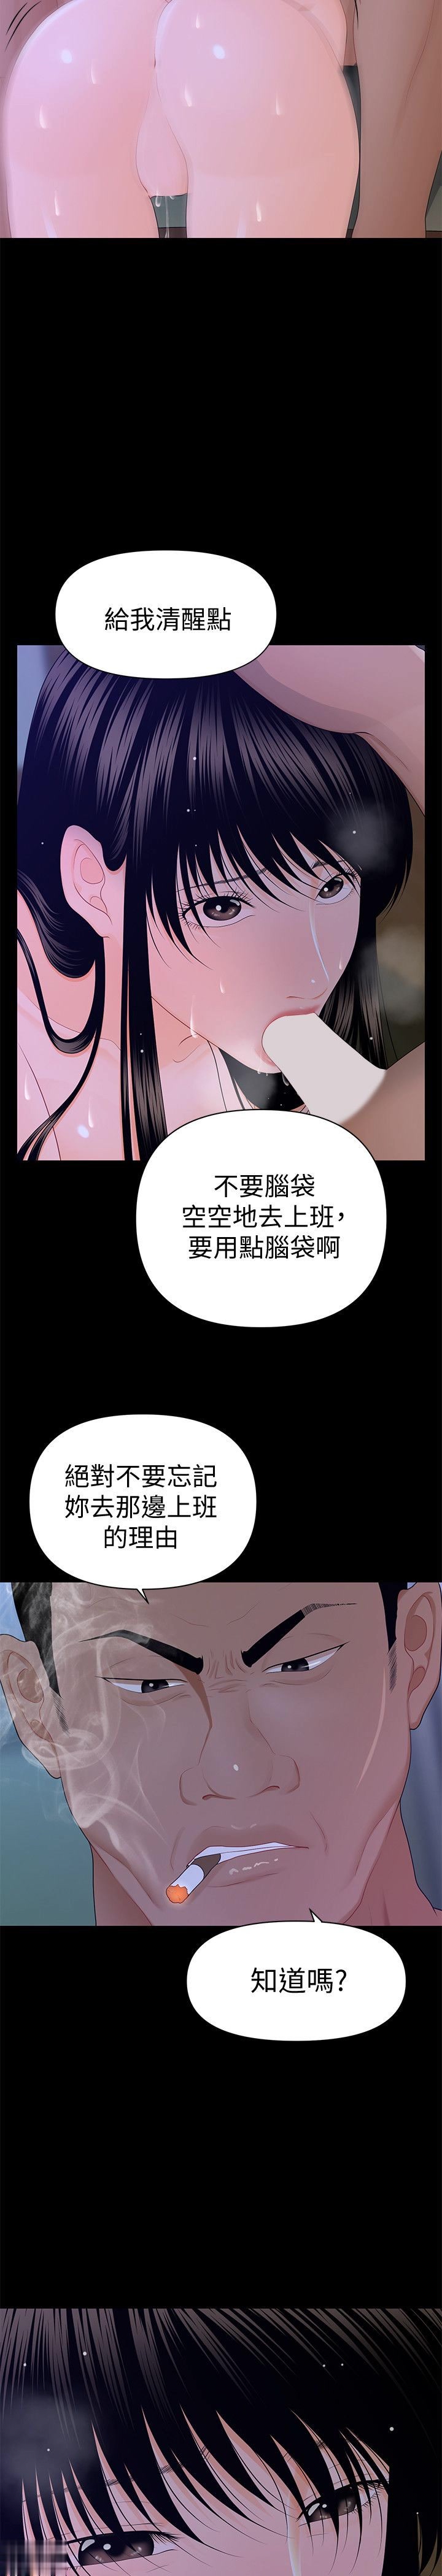 給我清醒點
不要腦袋
空空地去上班,
要用點腦袋啊
絕對不要忘記
妳去那邊上班
的理由
知道嗎?